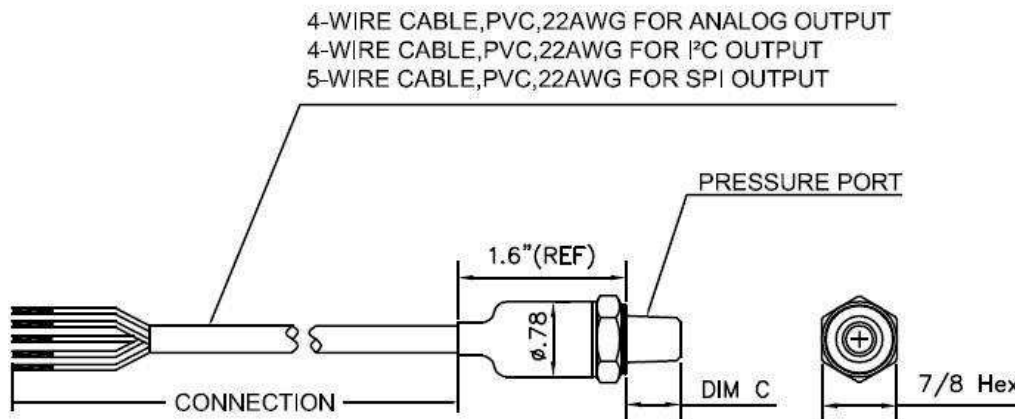 4-WIRE CABLE,PVC,22AWG FOR ANALOG OUTPUT
4-WIRE CABLE,PVC,22AWG FOR I²C OUTPUT
5-WIRE CABLE,PVC,22AWG FOR SPI OUTPUT
PRESSURE PORT
1.6"(REF)
ø.78
DIM C
7/8 Hex
CONNECTION